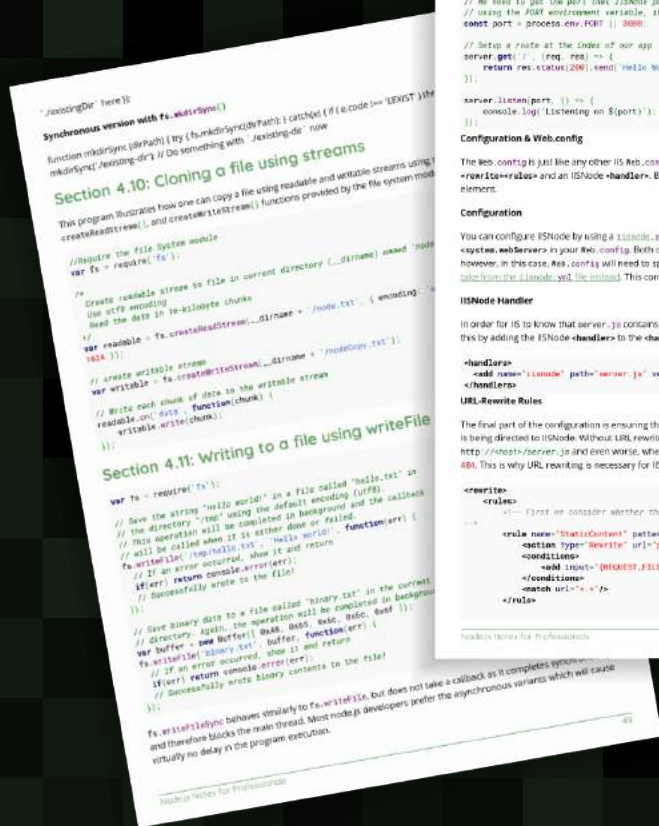 `./existingDir` here });
Synchronous version with fs.mkdirSync()
function mkdirSync (dirPath) { try { fs.mkdirSync(dirPath); } catch(e) { if ( e.code !== 'EEXIST' ) the
mkdirSync('./existing-dir'); // Do something with `./existing-dir` now
Section 4.10: Cloning a file using streams
This program illustrates how one can copy a file using readable and writable streams using
createReadStream(), and createWriteStream() functions provided by the file system mod
//Require the file System module
var fs = require('fs');
/*
Create readable stream to file in current directory (__dirname) named 'node
Use utf8 encoding
Read the data in 16-kilobyte chunks
*/
var readable = fs.createReadStream(__dirname + '/node.txt', { encoding: 'u
1024 });
// create writable stream
var writable = fs.createWriteStream(__dirname + '/nodeCopy.txt');
// Write each chunk of data to the writable stream
readable.on('data', function(chunk) {
writable.write(chunk);
});
Section 4.11: Writing to a file using writeFile
var fs = require('fs');
// Save the string "Hello world!" in a file called "hello.txt" in
// the directory "/tmp" using the default encoding (utf8).
// This operation will be completed in background and the callback
// will be called when it is either done or failed.
fs.writeFile('/tmp/hello.txt', 'Hello world!', function(err) {
// If an error occurred, show it and return
if(err) return console.error(err);
// Successfully wrote to the file!
});
// Save binary data to a file called "binary.txt" in the current
// directory. Again, the operation will be completed in backgroun
var buffer = new Buffer([ 0x48, 0x65, 0x6c, 0x6c, 0x6f ]);
fs.writeFile('binary.txt', buffer, function(err) {
// If an error occurred, show it and return
if(err) return console.error(err);
// Successfully wrote binary contents to the file!
});
fs.writeFileSync behaves similarly to fs.writeFile, but does not take a callback as it completes
and therefore blocks the main thread. Most node.js developers prefer the asynchronous variants which will cause
virtually no delay in the program execution.
Node.js Notes for Professionals
49
// We need to get the port that IISNode
// using the PORT environment variable,
const port = process.env.PORT || 3000;
// Setup a route at the index of our app
server.get('/', (req, res) => {
return res.status(200).send('Hello
});
server.listen(port, () => {
console.log(`Listening on ${port}`);
});
Configuration & Web.config
The Web.config is just like any other IIS Web.con
<rewrite><rules> and an IISNode <handler>. B
element.
Configuration
You can configure IISNode by using a iisnode.
<system.webServer> in your Web.config. Both
however, in this case, Web.config will need to sp
take from the iisnode.yml file instead. This con
IISNode Handler
In order for IIS to know that server.js contains
this by adding the IISNode <handler> to the <ha
<handlers>
<add name="iisnode" path="server.js" ve
</handlers>
URL-Rewrite Rules
The final part of the configuration is ensuring th
is being directed to IISNode. Without URL rewrit
http://<host>/server.js and even worse, whe
404. This is why URL rewriting is necessary for IIS
<rewrite>
<rules>
<!-- First we consider whether th
-->
<rule name="StaticContent" patte
<action type="Rewrite" url="
<conditions>
<add input="{REQUEST_FILE
</conditions>
<match url=".*"/>
</rule>
Node.js Notes for Professionals